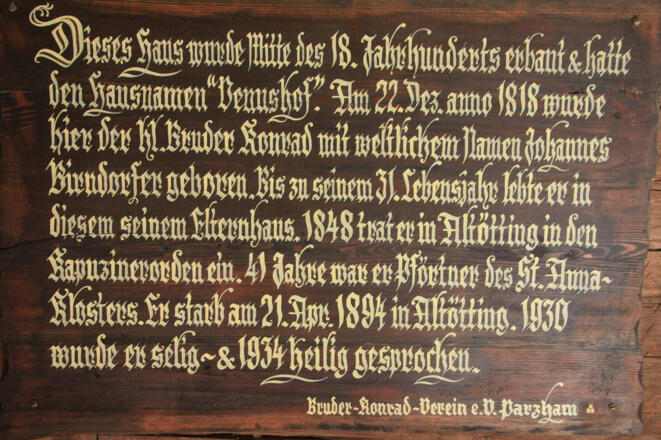 Dieses Haus wurde Mitte des 18. Jahrhunderts erbaut & hatte
den Hausnamen "Venushof". Am 22. Dez. anno 1818 wurde
hier der hl. Bruder Konrad mit weltlichem Namen Johannes
Birndorfer geboren. Bis zu seinem 31. Lebensjahr lebte er in
diesem seinem Elternhaus. 1848 trat er in Altötting in den
Kapuzinerorden ein. 41 Jahre war er Pförtner des St. Anna-
Klosters. Er starb am 21. Apr. 1894 in Altötting. 1930
wurde er selig~ & 1934 heilig gesprochen.
Bruder-Konrad-Verein e.V. Parzham